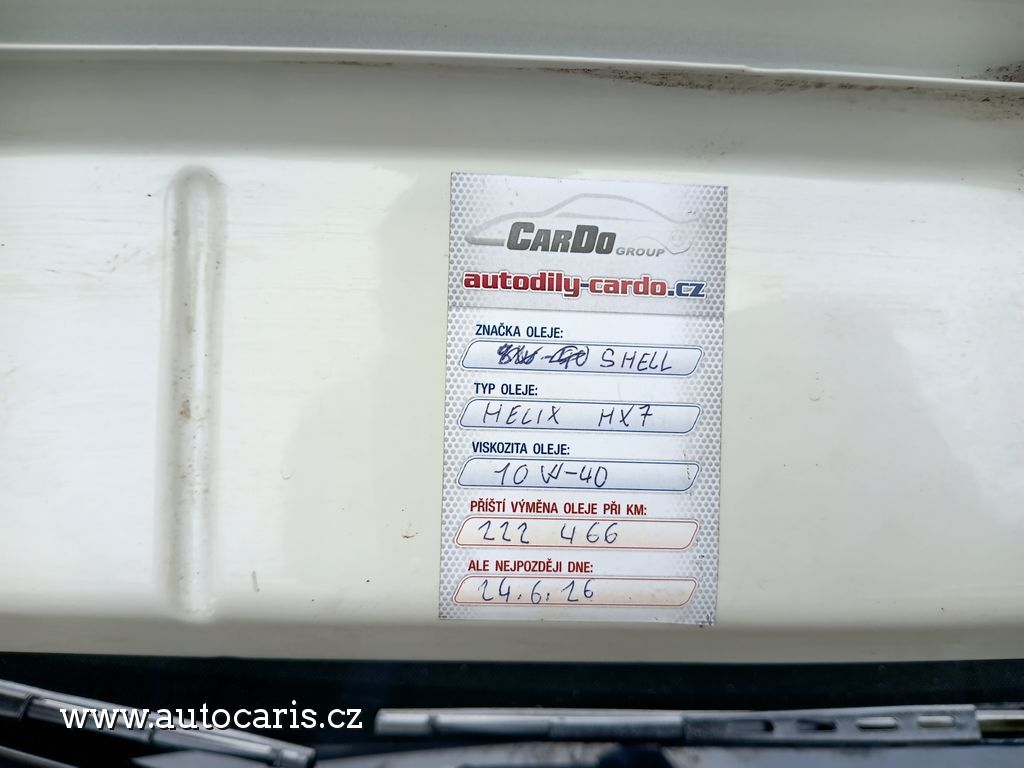 CARDO GROUP
autodily-cardo.cz
ZNAČKA OLEJE:
SHELL
TYP OLEJE:
HELIX HX7
VISKOZITA OLEJE:
10W-40
PŘÍŠTÍ VÝMĚNA OLEJE PŘI KM:
222 466
ALE NEJPOZDĚJI DNE:
24.6.26
www.autocaris.cz